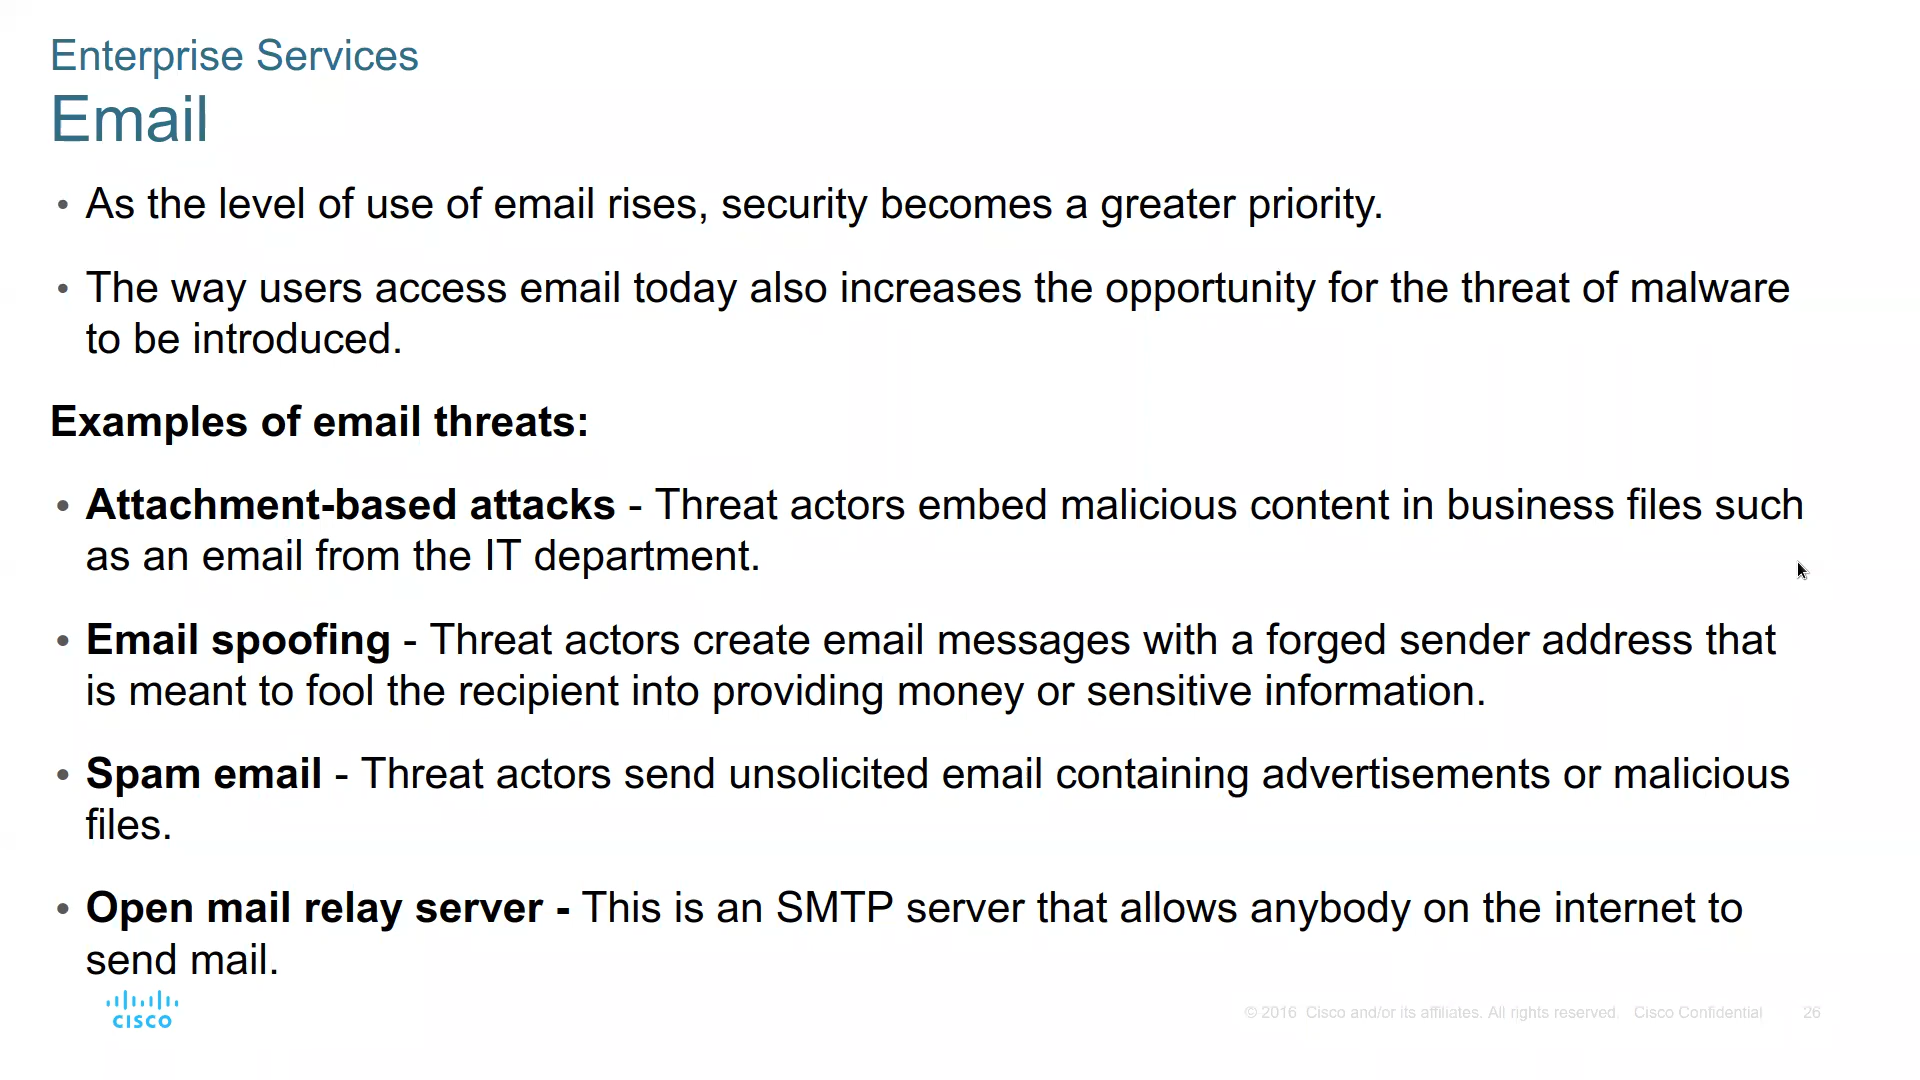 Enterprise Services
Email
• As the level of use of email rises, security becomes a greater priority.
• The way users access email today also increases the opportunity for the threat of malware
to be introduced.
Examples of email threats:
• Attachment-based attacks - Threat actors embed malicious content in business files such
as an email from the IT department.
• Email spoofing - Threat actors create email messages with a forged sender address that
is meant to fool the recipient into providing money or sensitive information.
• Spam email - Threat actors send unsolicited email containing advertisements or malicious
files.
• Open mail relay server - This is an SMTP server that allows anybody on the internet to
send mail.
CISCO
© 2016 Cisco and/or its affiliates. All rights reserved. Cisco Confidential 26